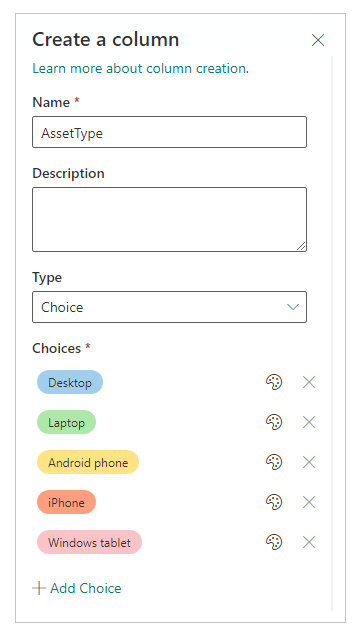 Create a column
Learn more about column creation.
Name *
AssetType
Description
Type
Choice
Choices *
Desktop
Laptop
Android phone
iPhone
Windows tablet
Add Choice